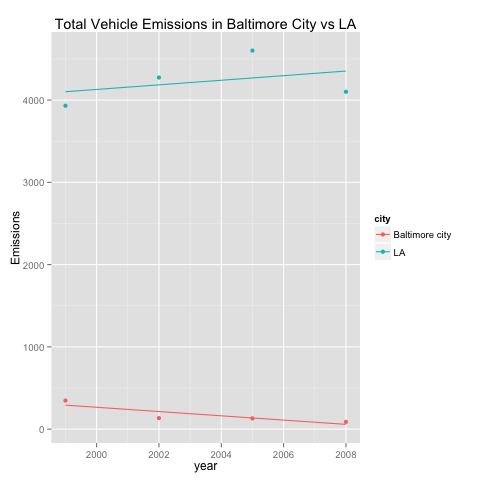 Total Vehicle Emissions in Baltimore City vs LA
4000
3000
2000
1000
0
Emissions
2000
2002
2004
2006
2008
year
city
Baltimore city
LA